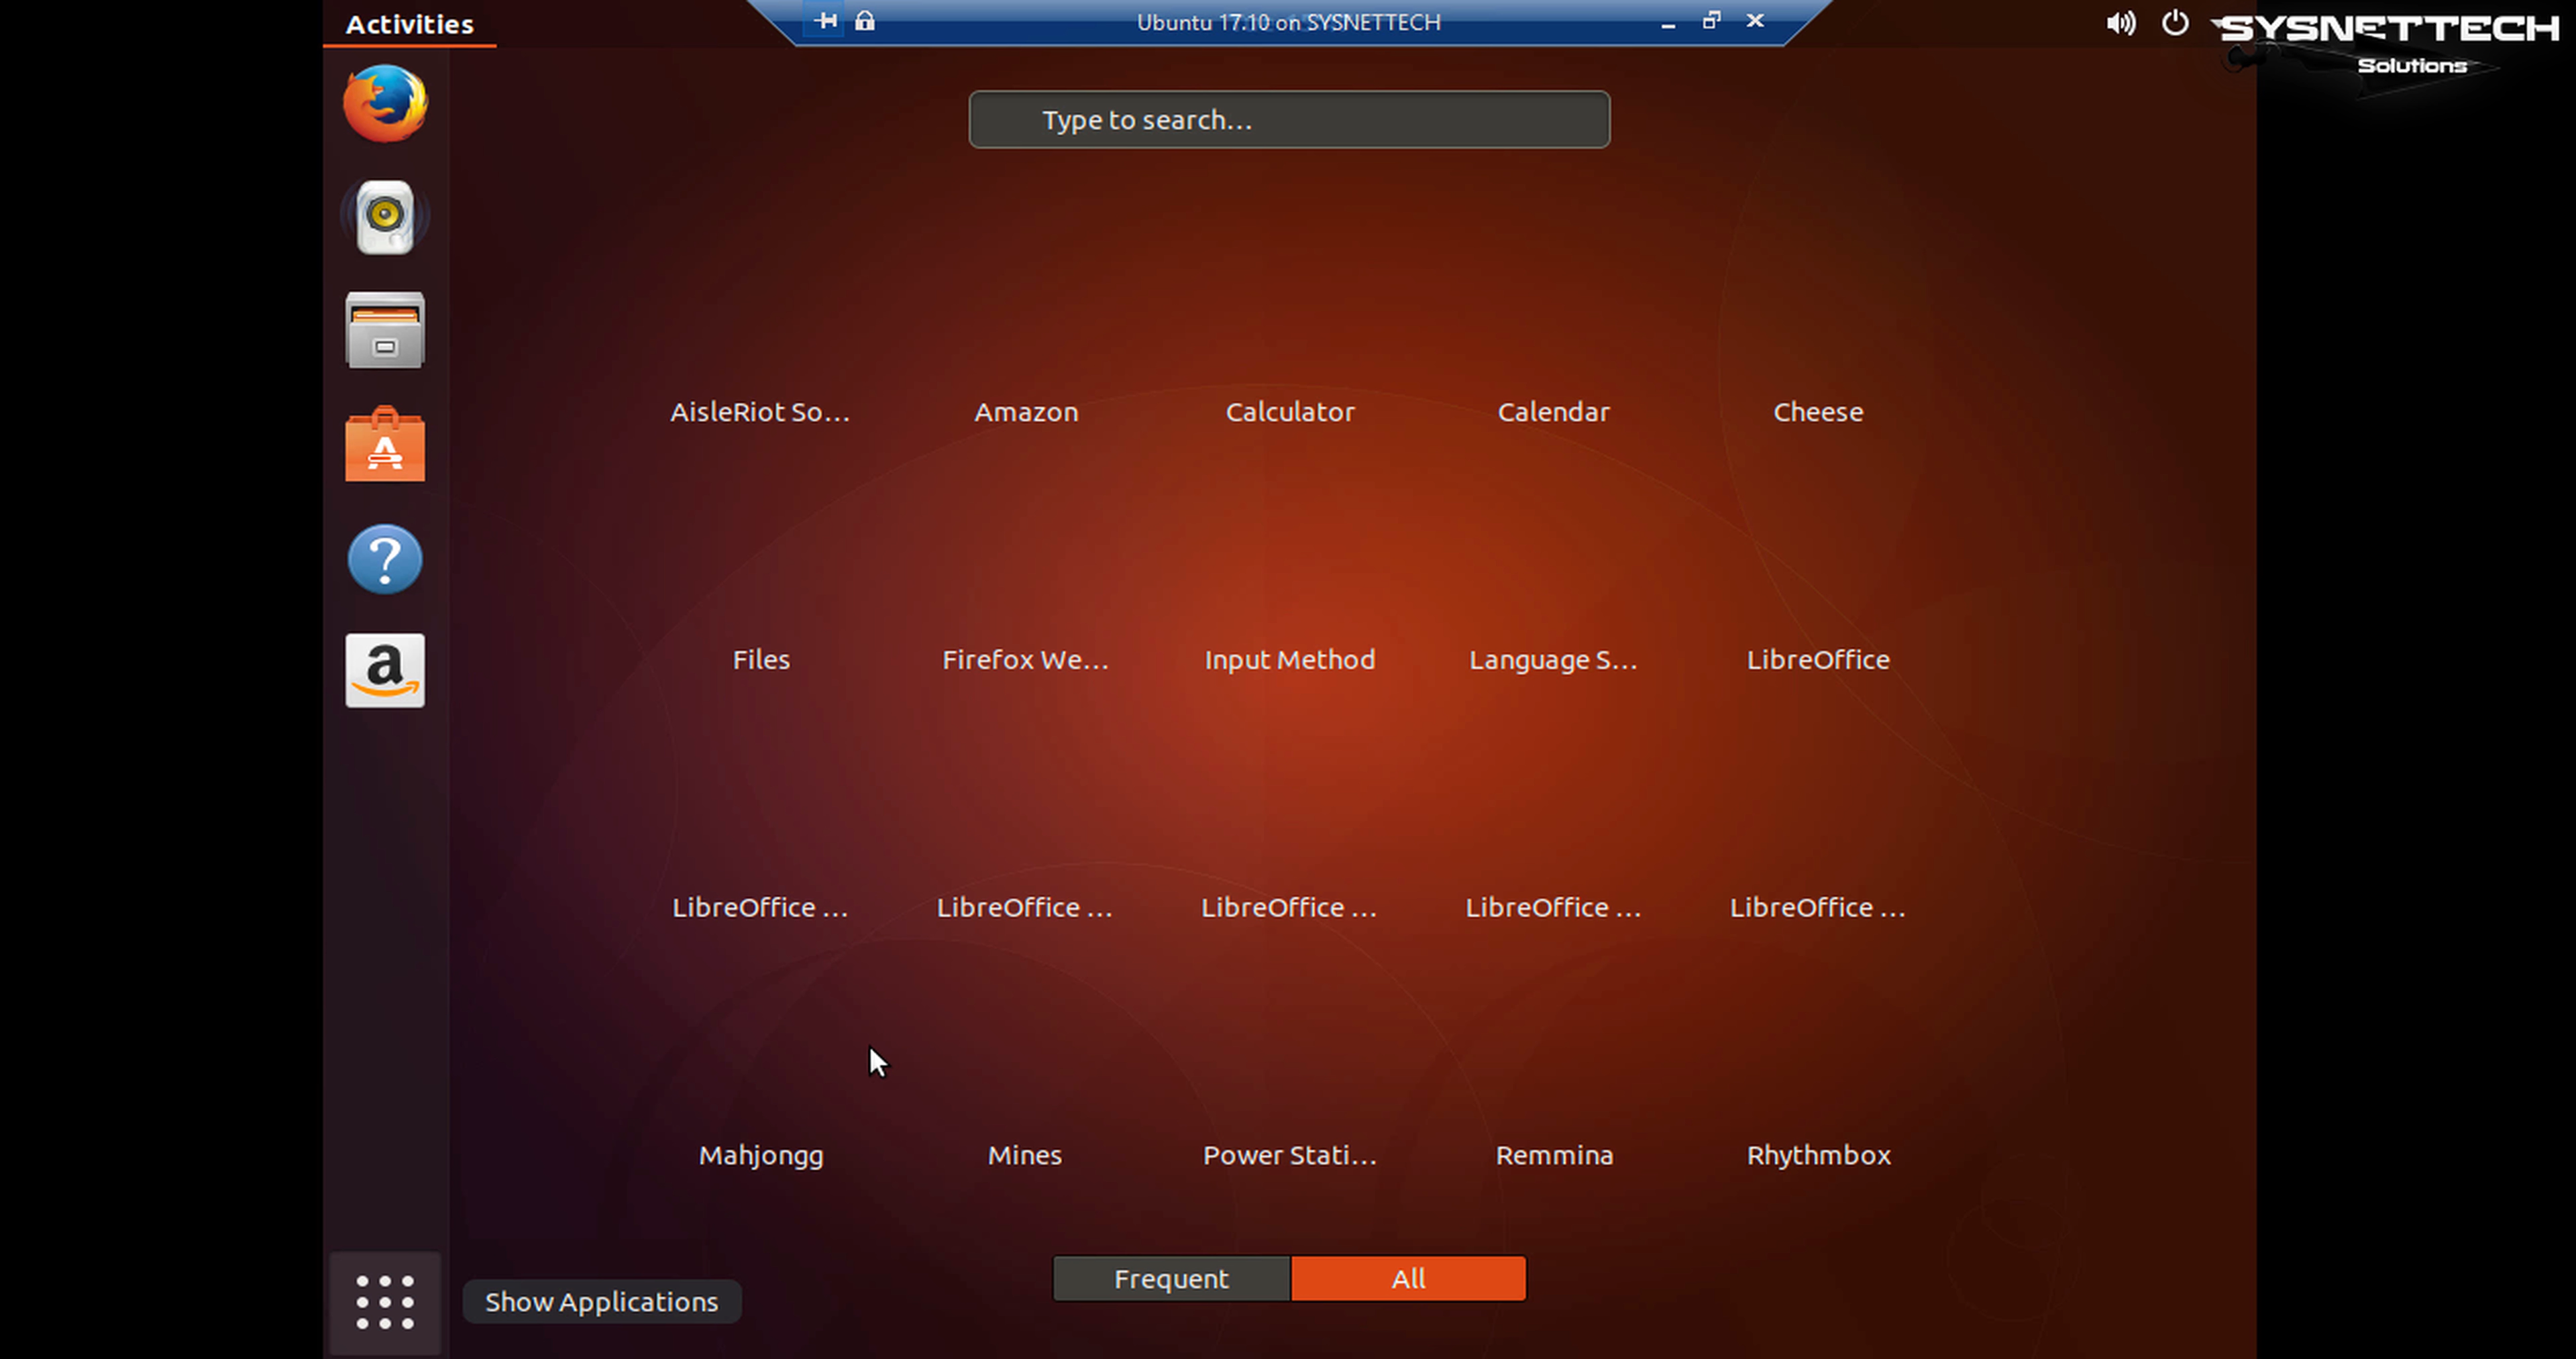 Activities
Ubuntu 17.10 on SYSNETTECH
SYSNETTECH
Solutions
Type to search...
AisleRiot So... Amazon Calculator Calendar Cheese
Files Firefox We... Input Method Language S... LibreOffice
LibreOffice ... LibreOffice ... LibreOffice ... LibreOffice ... LibreOffice ...
Mahjongg Mines Power Stati... Remmina Rhythmbox
Frequent All
Show Applications